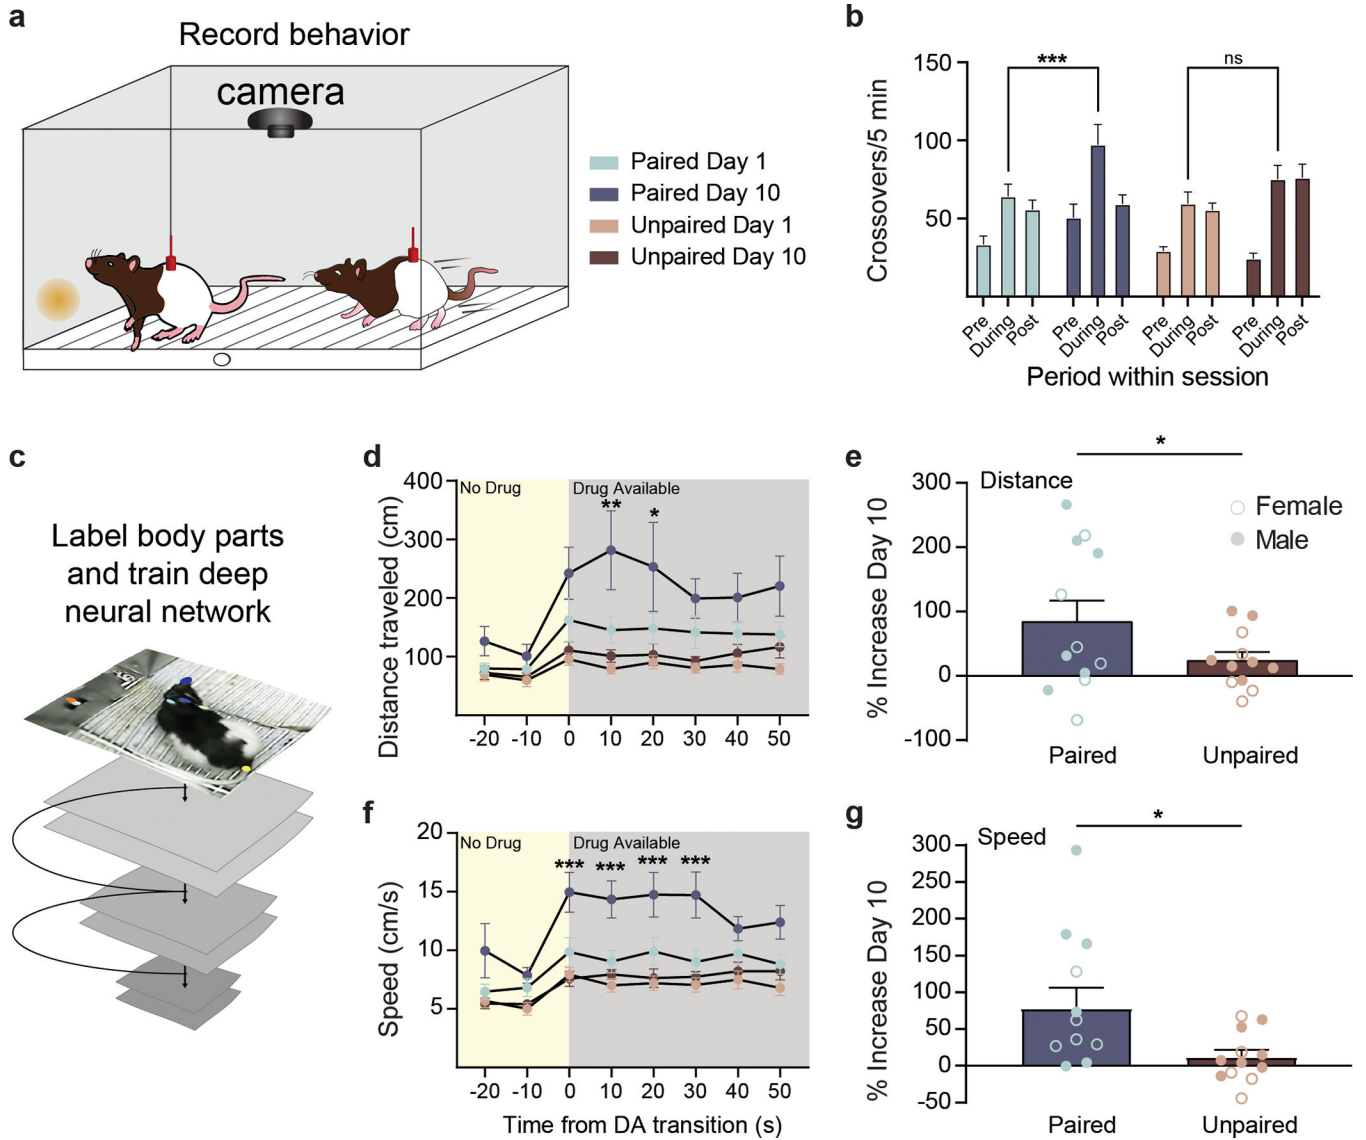 a
Record behavior
camera
Paired Day 1
Paired Day 10
Unpaired Day 1
Unpaired Day 10
b
Crossovers/5 min
150
100
50
***
ns
Pre
During
Post
Pre
During
Post
Pre
During
Post
Pre
During
Post
Period within session
c
Label body parts
and train deep
neural network
d
Distance traveled (cm)
400
300
200
100
No Drug
Drug Available
**
*
-20 -10 0 10 20 30 40 50
e
% Increase Day 10
300
200
100
0
-100
Distance
*
Female
Male
Paired
Unpaired
f
Speed (cm/s)
20
15
10
5
No Drug
Drug Available
*** *** *** ***
-20 -10 0 10 20 30 40 50
Time from DA transition (s)
g
% Increase Day 10
300
250
200
150
100
50
0
-50
Speed
*
Paired
Unpaired